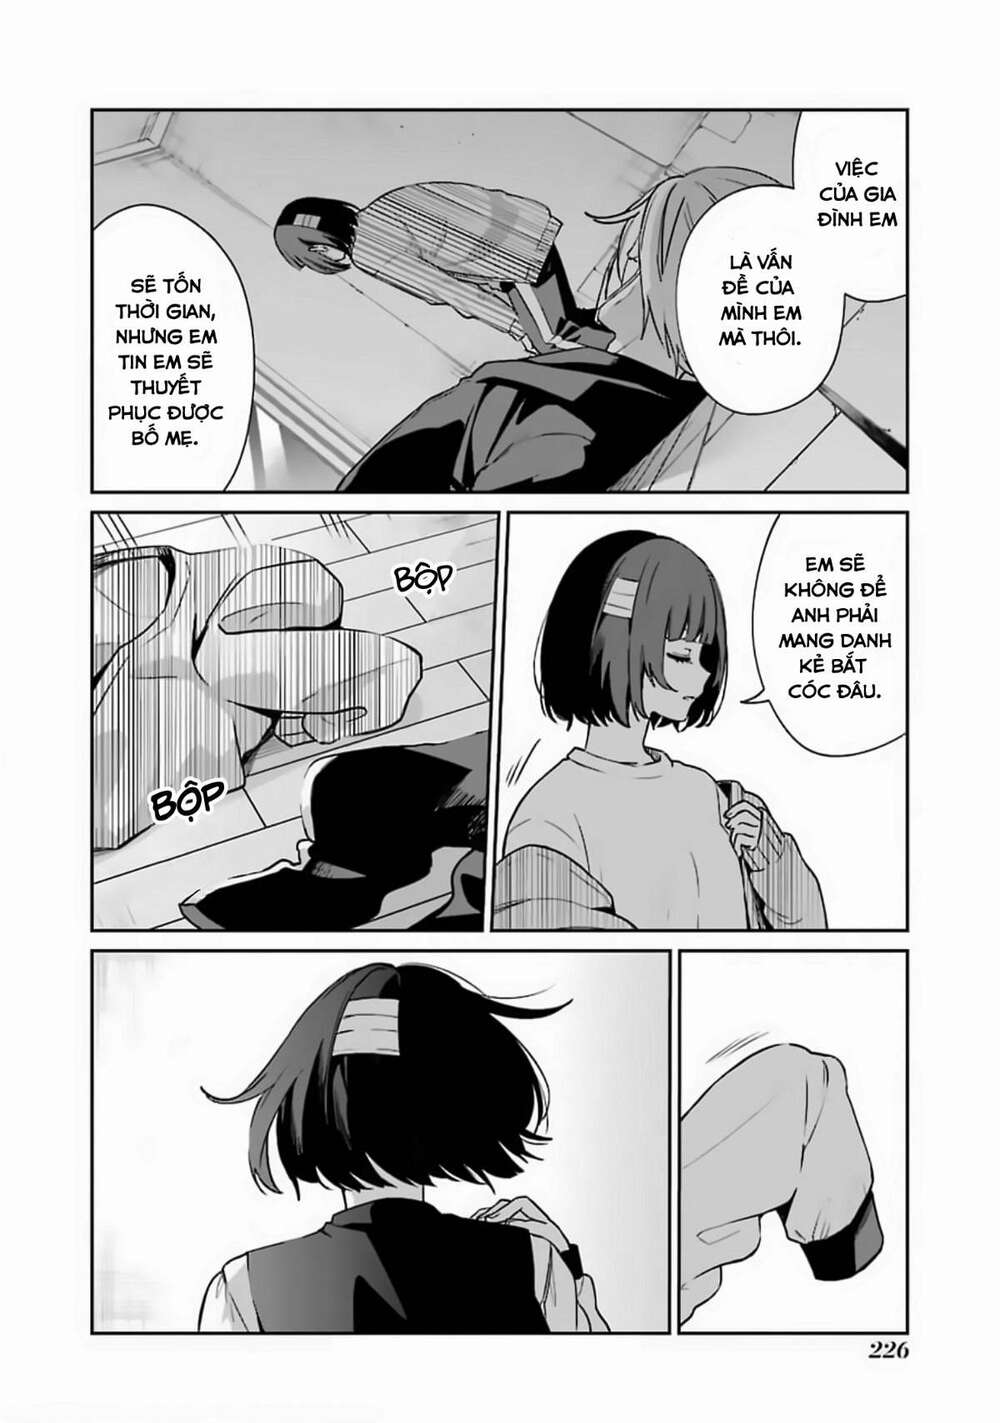 VIỆC
CỦA GIA
ĐÌNH EM
LÀ VẤN
ĐỀ CỦA
MÌNH EM
MÀ THÔI.
SẼ TỐN
THỜI GIAN,
NHƯNG EM
TIN EM SẼ
THUYẾT
PHỤC ĐƯỢC
BỐ MẸ.
EM SẼ
KHÔNG ĐỂ
ANH PHẢI
MANG DANH
KẺ BẮT
CÓC ĐÂU.
BỘP
BỘP
226